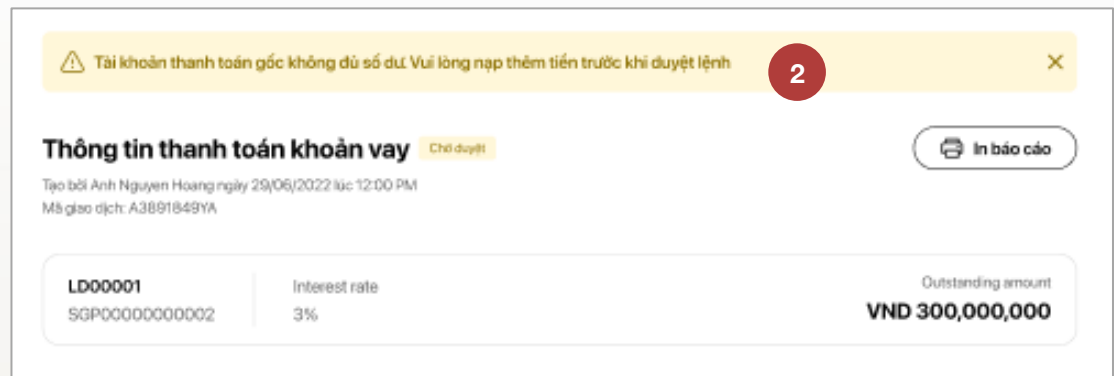 Tài khoản thanh toán gốc không đủ số dư. Vui lòng nạp thêm tiền trước khi duyệt lệnh
2
Thông tin thanh toán khoản vay Chờ duyệt
In báo cáo
Tạo bởi Anh Nguyen Hoang ngày 29/06/2022 lúc 12:00 PM
Mã giao dịch: A3891849YA
LD00001 Interest rate Outstanding amount
SGP00000000002 3% VND 300,000,000